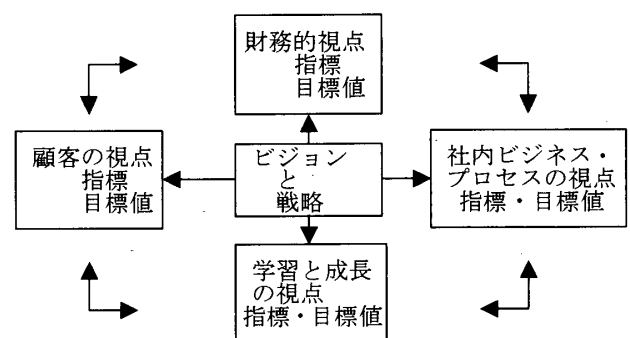 財務的視点
指標
目標値
顧客の視点
指標
目標値
ビジョン
と
戦略
社内ビジネス・
プロセスの視点
指標・目標値
学習と成長
の視点
指標・目標値